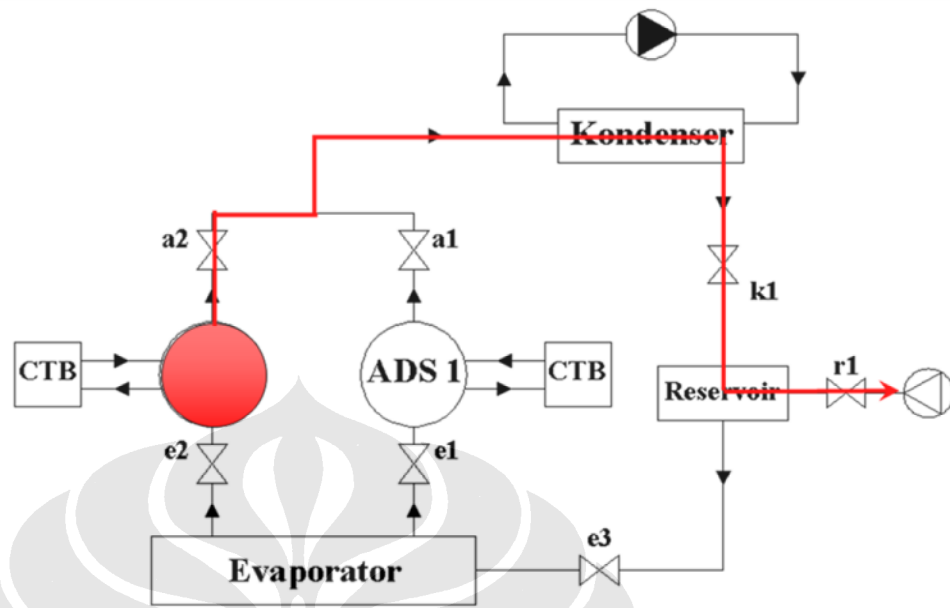 Kondenser
a2
a1
k1
CTB
ADS 1
CTB
Reservoir
r1
e2
e1
e3
Evaporator